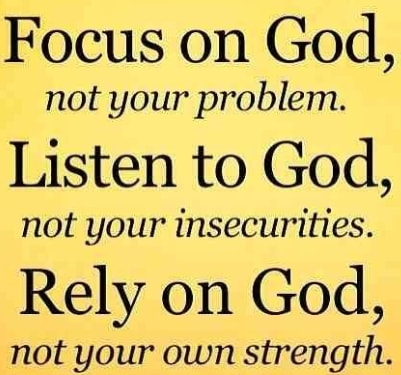 Focus on God,
not your problem.
Listen to God,
not your insecurities.
Rely on God,
not your own strength.